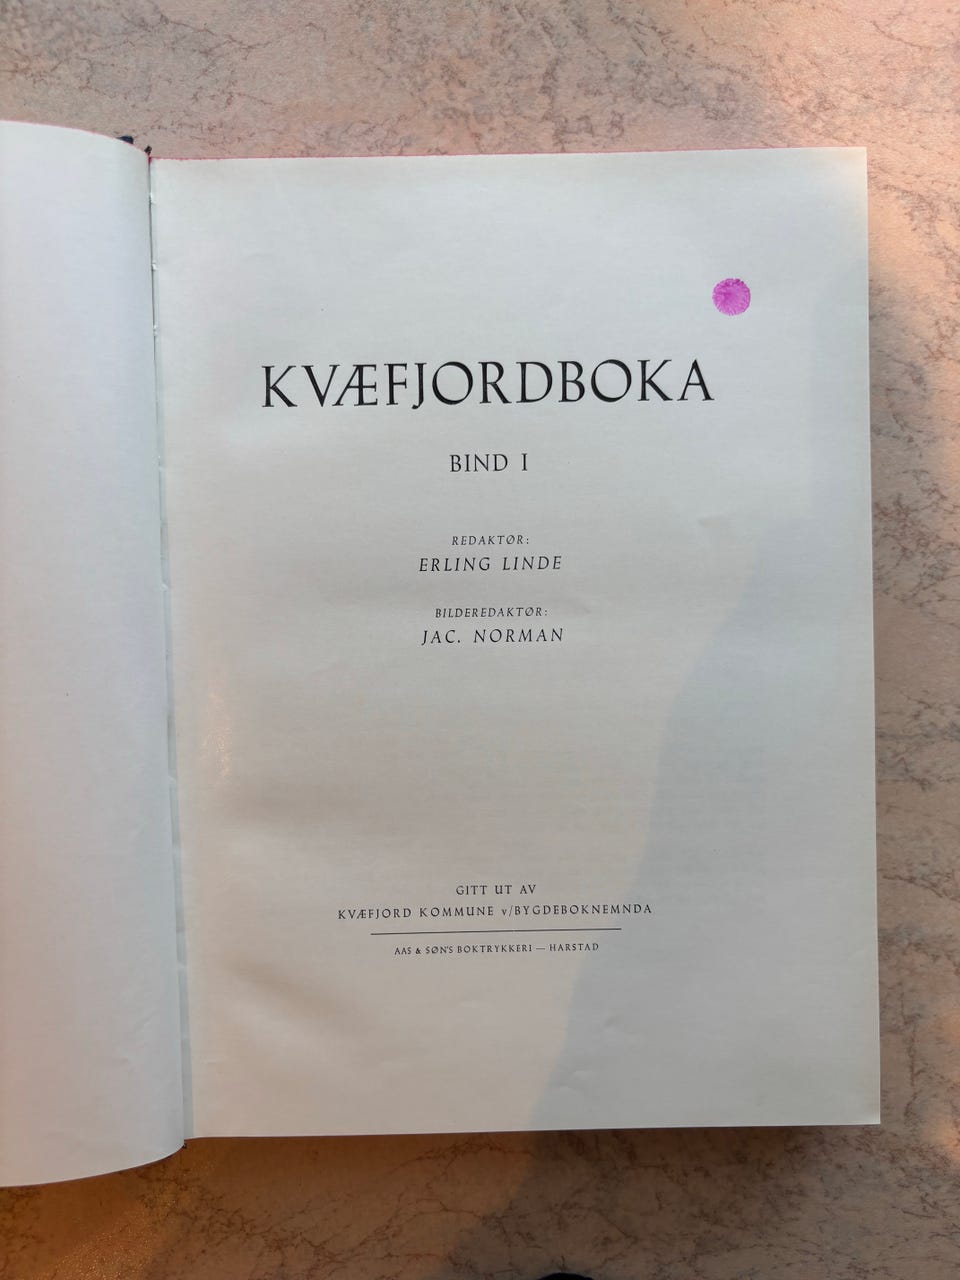 KVÆFJORDBOKA
BIND I
REDAKTØR:
ERLING LINDE
BILDEREDAKTØR:
JAC. NORMAN
GITT UT AV
KVÆFJORD KOMMUNE v/BYGDEBOKNEMNDA
AAS & SØN'S BOKTRYKKERI — HARSTAD